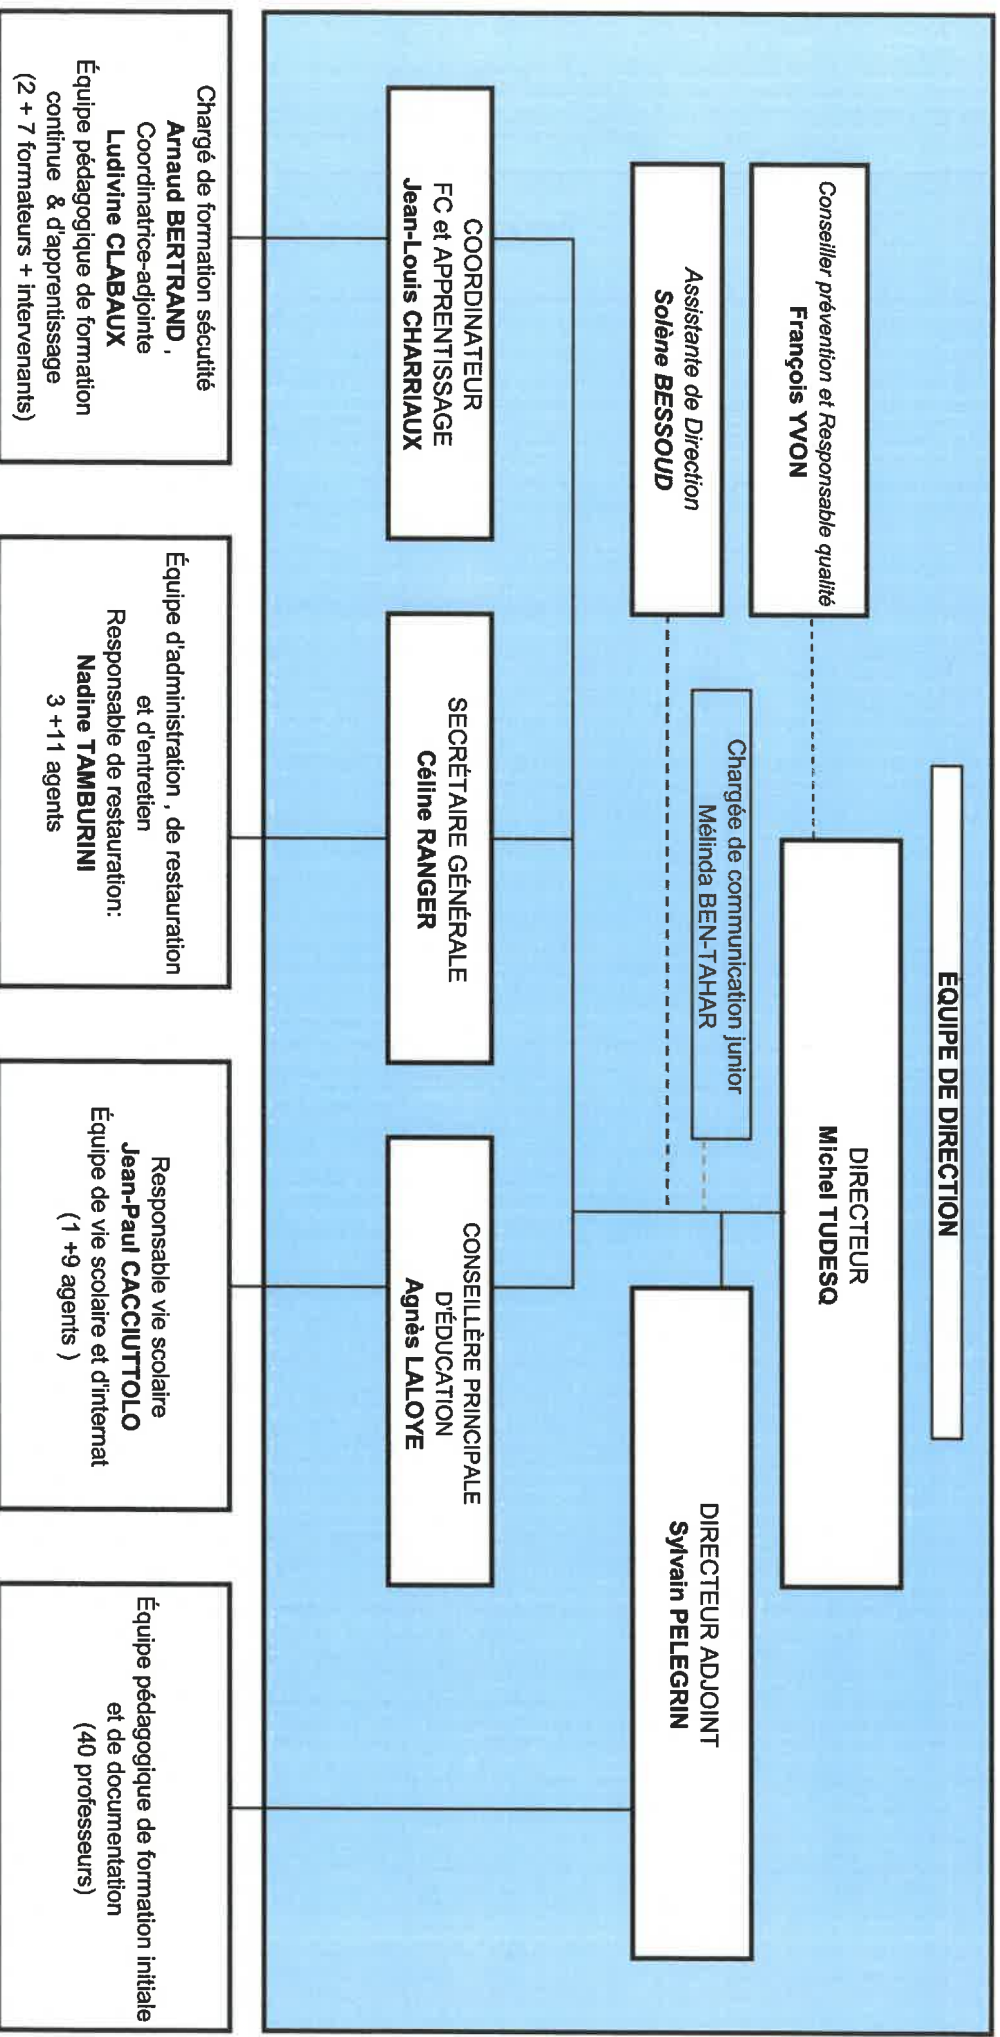 EQUIPE DE DIRECTION
DIRECTEUR
Michel TUDESQ
Conseiller prévention et Responsable qualité
François YVON
Chargée de communication junior
Mélinda BEN-TAHAR
Assistante de Direction
Solène BESSOUD
DIRECTEUR ADJOINT
Sylvain PELEGRIN
COORDINATEUR
FC et APPRENTISSAGE
Jean-Louis CHARRIAUX
SECRÉTAIRE GÉNÉRALE
Céline RANGER
CONSEILLÈRE PRINCIPALE
D'ÉDUCATION
Agnès LALOYE
Chargé de formation sécutité
Arnaud BERTRAND ,
Coordinatrice-adjointe
Ludivine CLABAUX
Équipe pédagogique de formation
continue & d'apprentissage
(2 + 7 formateurs + intervenants)
Équipe d'administration , de restauration
et d'entretien
Responsable de restauration:
Nadine TAMBURINI
3 +11 agents
Responsable vie scolaire
Jean-Paul CACCIUTTOLO
Équipe de vie scolaire et d'internat
(1 +9 agents )
Équipe pédagogique de formation initiale
et de documentation
(40 professeurs)